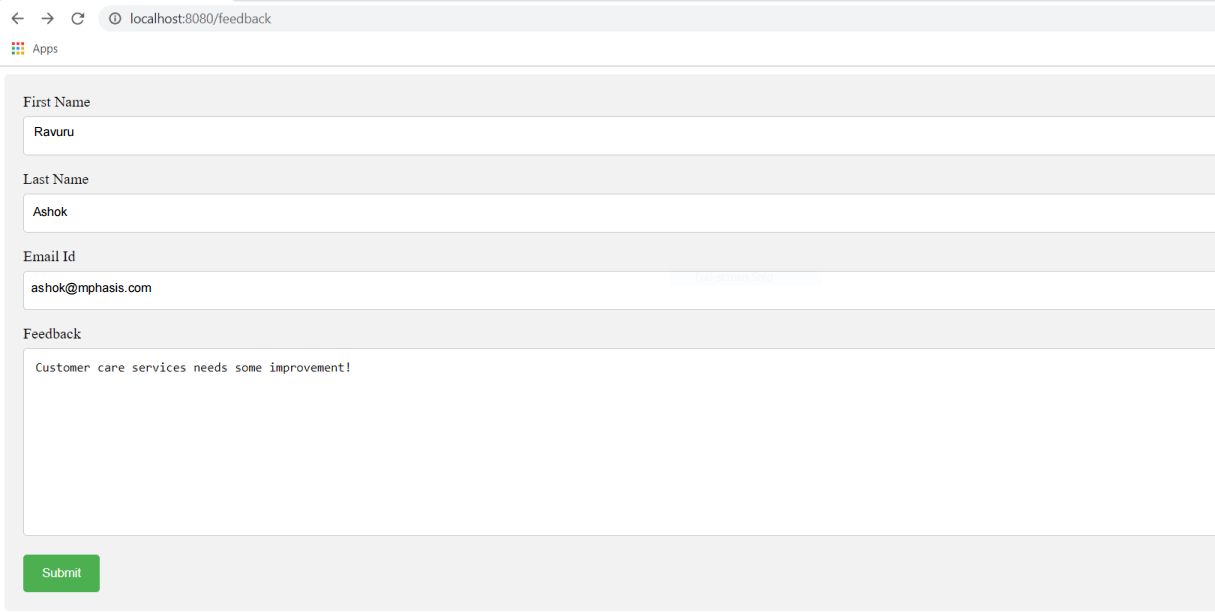 localhost:8080/feedback
Apps
First Name
Ravuru
Last Name
Ashok
Email Id
ashok@mphasis.com
Feedback
Customer care services needs some improvement!
Submit